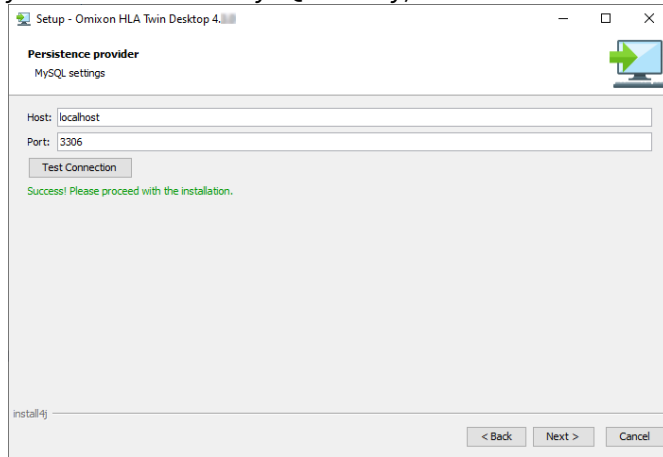 Setup - Omixon HLA Twin Desktop 4.
Persistence provider
MySQL settings
Host: localhost
Port: 3306
Test Connection
Success! Please proceed with the installation.
install4j
< Back Next > Cancel